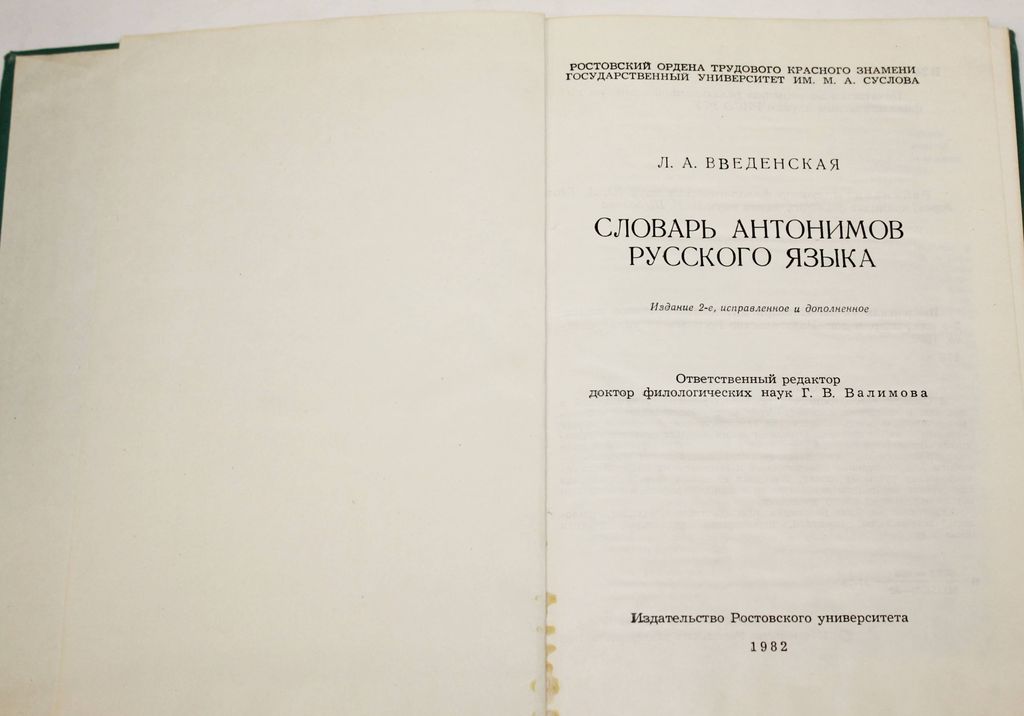 РОСТОВСКИЙ ОРДЕНА ТРУДОВОГО КРАСНОГО ЗНАМЕНИ
ГОСУДАРСТВЕННЫЙ УНИВЕРСИТЕТ ИМ. М. А. СУСЛОВА
Л. А. ВВЕДЕНСКАЯ
СЛОВАРЬ АНТОНИМОВ
РУССКОГО ЯЗЫКА
Издание 2-е, исправленное и дополненное
Ответственный редактор
доктор филологических наук Г. В. Валимова
Издательство Ростовского университета
1982